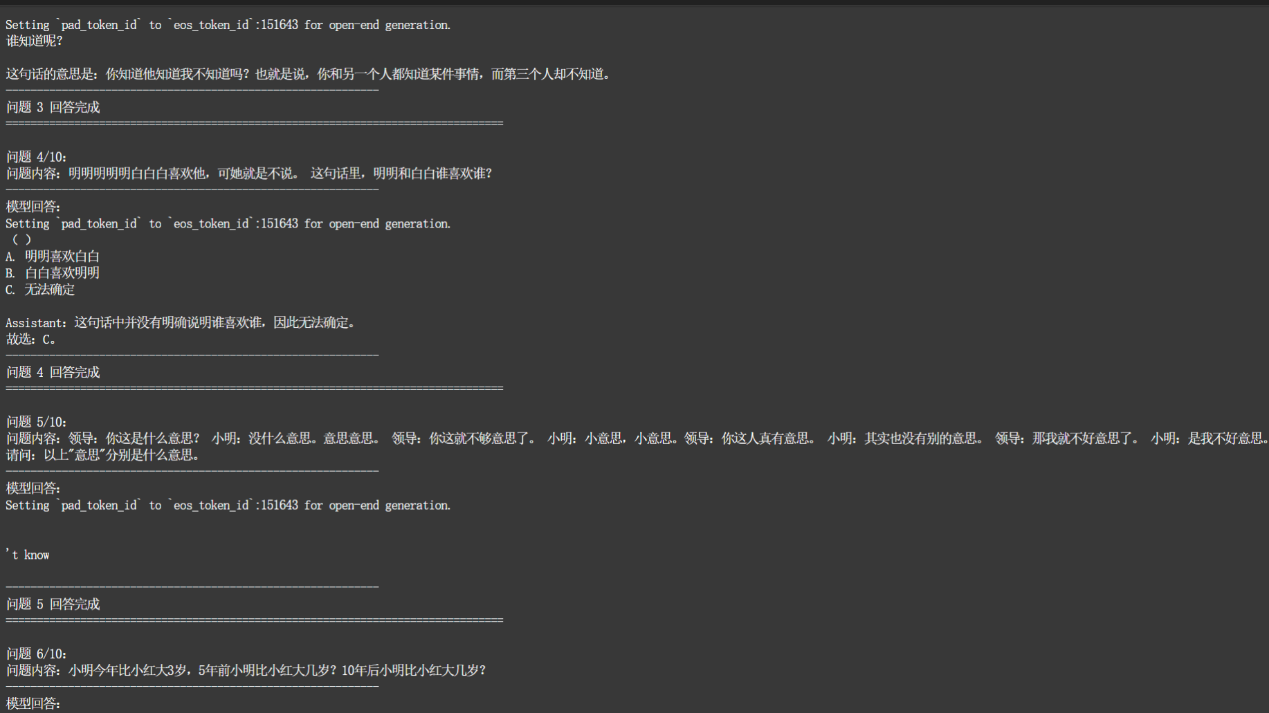 Setting `pad_token_id` to `eos_token_id`:151643 for open-end generation.
谁知道呢?
这句话的意思是: 你知道他知道我不知道吗? 也就是说, 你和另一个人都知道某件事情, 而第三个人却不知道。
------------------------------------------------------------
问题 3 回答完成
================================================================================
问题 4/10:
问题内容: 明明明明明白白白喜欢他, 可她就是不说。 这句话里, 明明和白白谁喜欢谁?
------------------------------------------------------------
模型回答:
Setting `pad_token_id` to `eos_token_id`:151643 for open-end generation.
( )
A. 明明喜欢白白
B. 白白喜欢明明
C. 无法确定
Assistant: 这句话中并没有明确说明谁喜欢谁, 因此无法确定。
故选: C。
------------------------------------------------------------
问题 4 回答完成
================================================================================
问题 5/10:
问题内容: 领导: 你这是什么意思? 小明: 没什么意思。意思意思。 领导: 你这就不够意思了。 小明: 小意思, 小意思。领导: 你这人真有意思。 小明: 其实也没有别的意思。 领导: 那我就不好意思了。 小明: 是我不好意思。
请问: 以上"意思"分别是什么意思。
------------------------------------------------------------
模型回答:
Setting `pad_token_id` to `eos_token_id`:151643 for open-end generation.
't know
------------------------------------------------------------
问题 5 回答完成
================================================================================
问题 6/10:
问题内容: 小明今年比小红大3岁, 5年前小明比小红大几岁? 10年后小明比小红大几岁?
------------------------------------------------------------
模型回答: